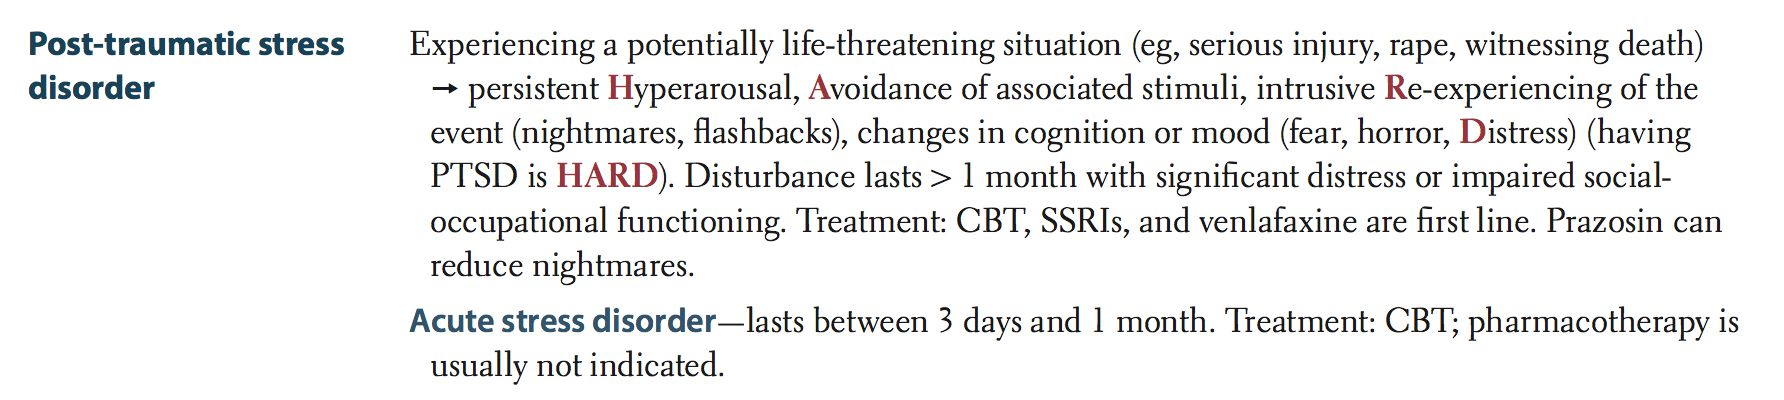 Post-traumatic stress
disorder
Experiencing a potentially life-threatening situation (eg, serious injury, rape, witnessing death)
→ persistent Hyperarousal, Avoidance of associated stimuli, intrusive Re-experiencing of the
event (nightmares, flashbacks), changes in cognition or mood (fear, horror, Distress) (having
PTSD is HARD). Disturbance lasts > 1 month with significant distress or impaired social-
occupational functioning. Treatment: CBT, SSRIs, and venlafaxine are first line. Prazosin can
reduce nightmares.
Acute stress disorder—lasts between 3 days and 1 month. Treatment: CBT; pharmacotherapy is
usually not indicated.